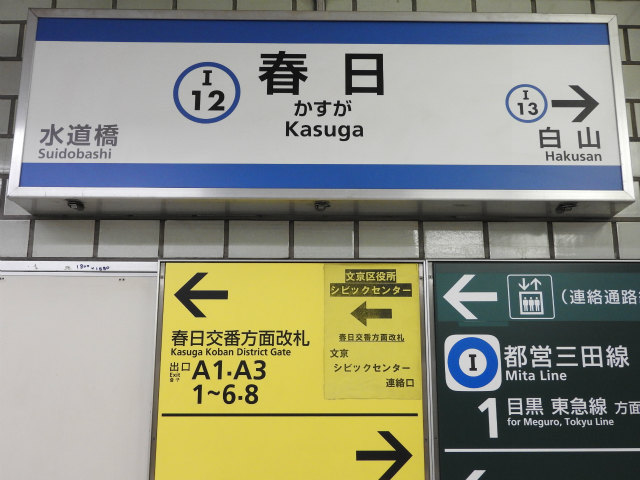 春日
I
12
かすが
Kasuga
I
13
水道橋
Suidobashi
白山
Hakusan
春日交番方面改札
Kasuga Koban District Gate
出口
Exit
A1・A3
1~6・8
文京区役所
シビックセンター
春日交番方面改札
文京
シビックセンター
連絡口
(連絡通路
I
都営三田線
Mita Line
1
目黒 東急線 方面
for Meguro, Tokyu Line